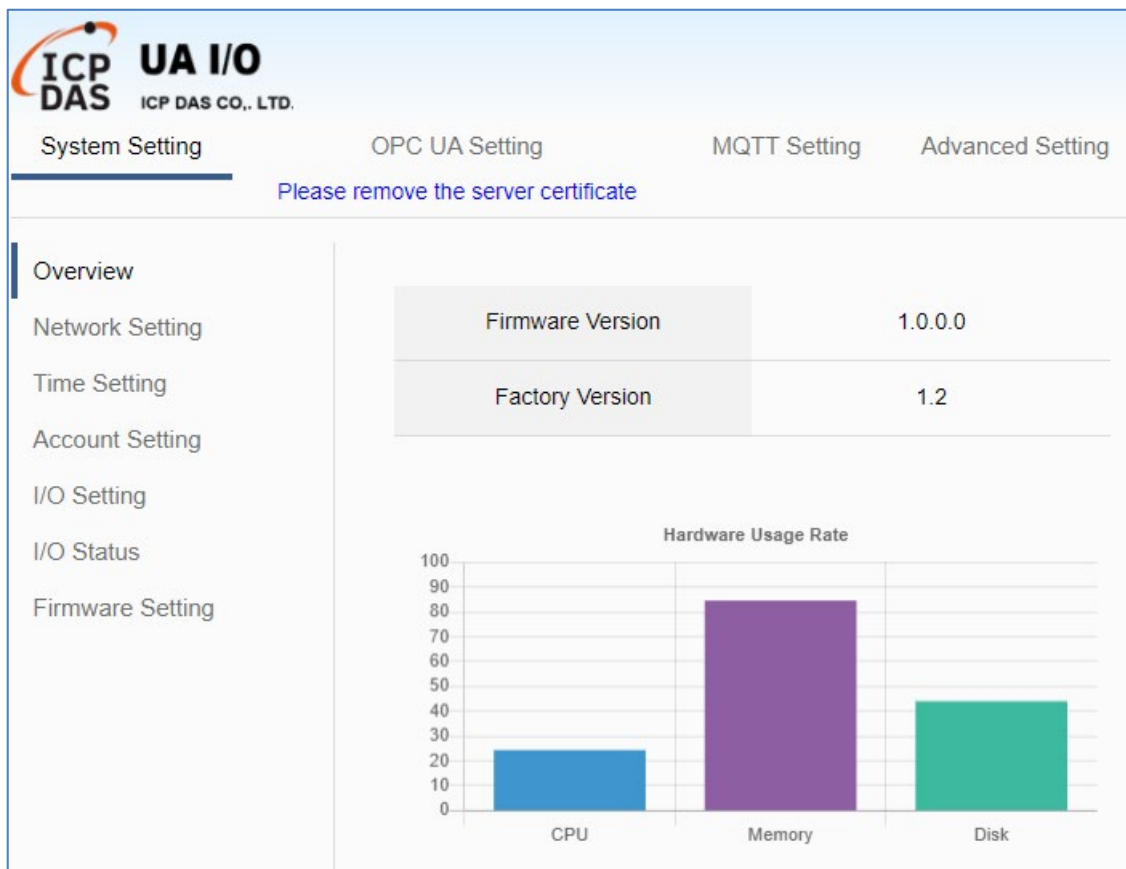 ICP DAS
UA I/O
ICP DAS CO,. LTD.
System Setting OPC UA Setting MQTT Setting Advanced Setting
Please remove the server certificate
Overview
Network Setting
Time Setting
Account Setting
I/O Setting
I/O Status
Firmware Setting
Firmware Version 1.0.0.0
Factory Version 1.2
Hardware Usage Rate
100
90
80
70
60
50
40
30
20
10
0
CPU Memory Disk